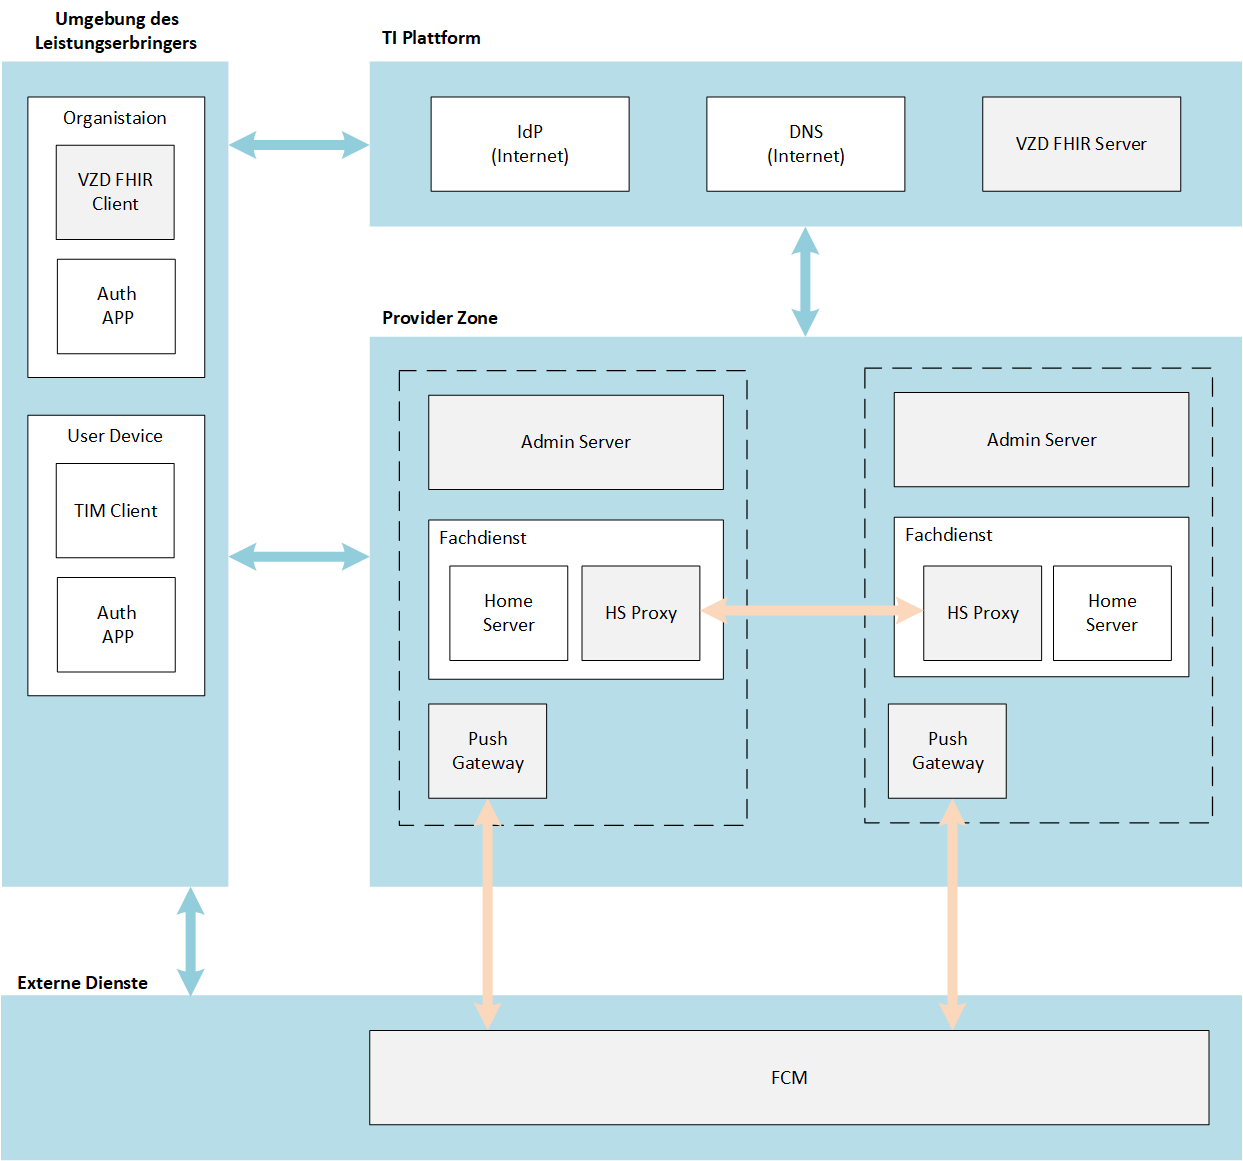 Umgebung des
Leistungserbringers
Organistaion
VZD FHIR
Client
Auth
APP
User Device
TIM Client
Auth
APP
TI Plattform
IdP
(Internet)
DNS
(Internet)
VZD FHIR Server
Provider Zone
Admin Server
Fachdienst
Home
Server
HS Proxy
Push
Gateway
Admin Server
Fachdienst
HS Proxy
Home
Server
Push
Gateway
Externe Dienste
FCM